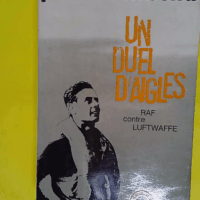 UN
DUEL
D'AIGLES
RAF
contre
LUFTWAFFE